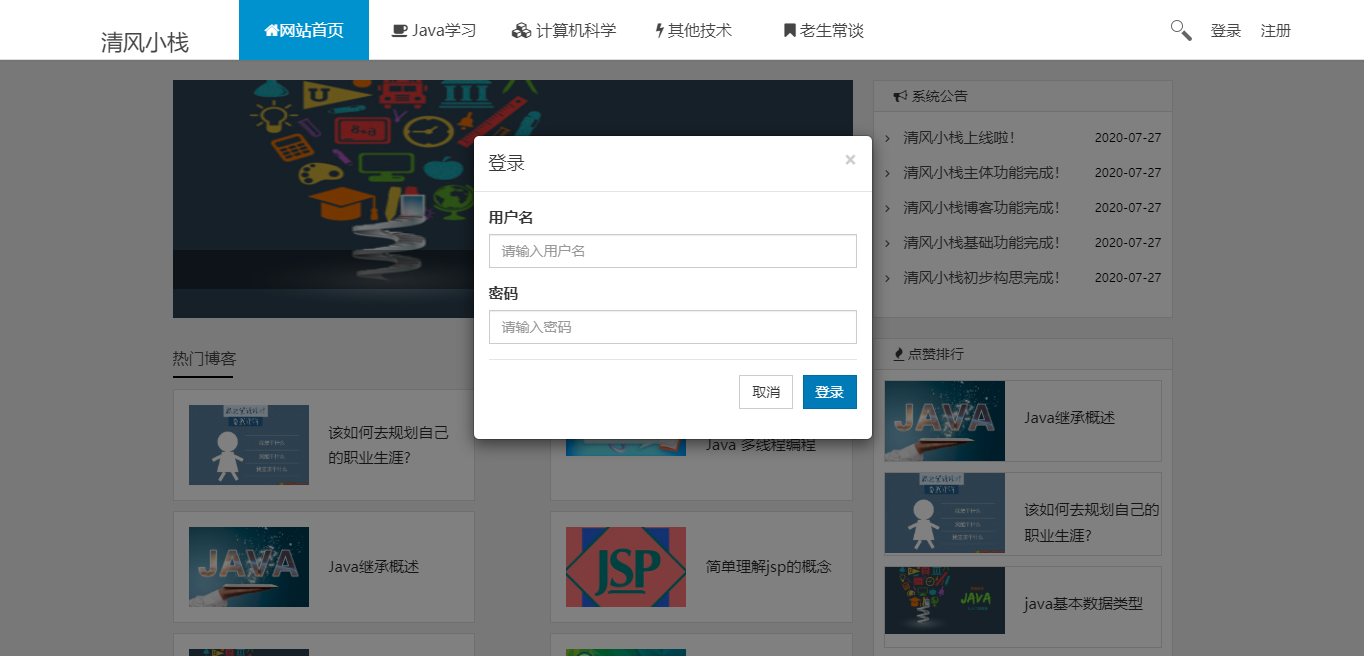 清风小栈
网站首页
Java学习
计算机科学
其他技术
老生常谈
登录
注册
系统公告
清风小栈上线啦！
2020-07-27
清风小栈主体功能完成！
2020-07-27
清风小栈博客功能完成！
2020-07-27
清风小栈基础功能完成！
2020-07-27
清风小栈初步构思完成！
2020-07-27
登录
×
用户名
请输入用户名
密码
请输入密码
取消
登录
热门博客
该如何去规划自己
的职业生涯?
Java 多线程编程
JAVA
Java继承概述
JSP
简单理解jsp的概念
点赞排行
JAVA
Java继承概述
该如何去规划自己的
职业生涯?
JAVA
java基本数据类型